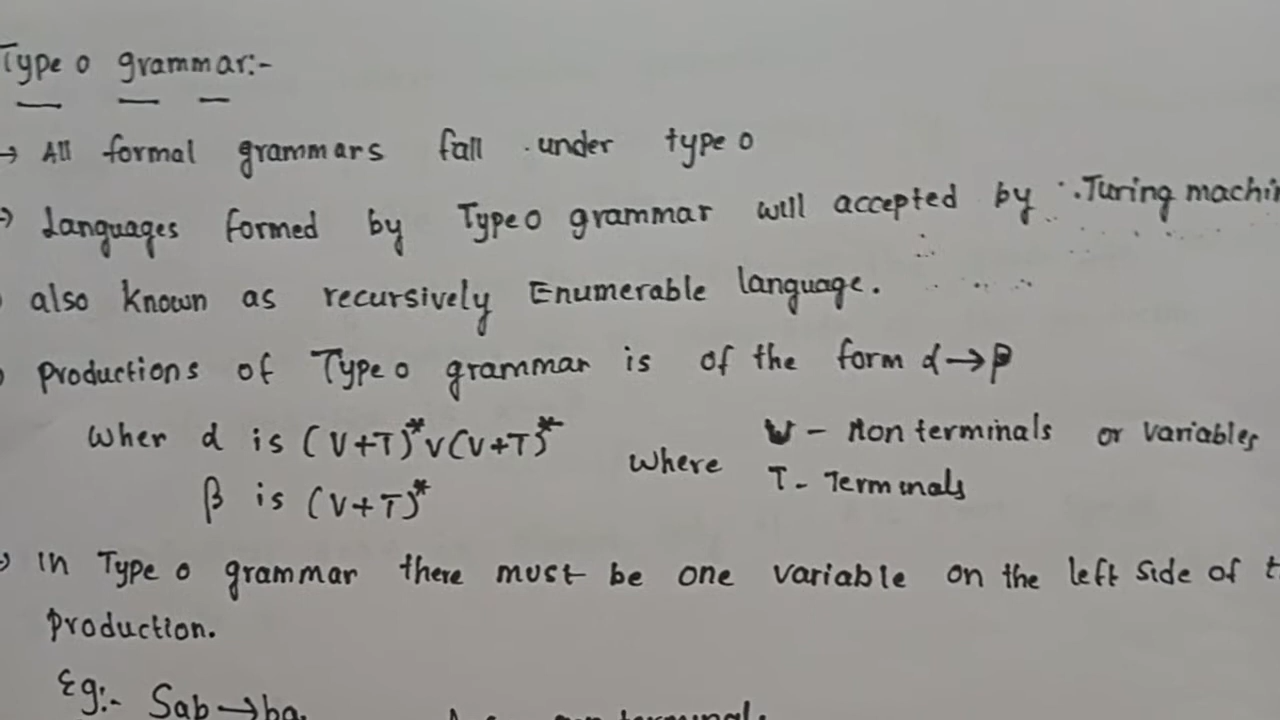 Type 0 grammar:-
→ All formal grammars fall under type 0
→ Languages formed by Type 0 grammar will accepted by Turing machin
also known as recursively Enumerable language.
productions of Type 0 grammar is of the form α→β
Wher α is (V+T)*V(V+T)* where V - Non terminals or variables
β is (V+T)* T - Terminals
→ In Type 0 grammar there must be one variable on the left side of t
production.
Eg:- Sab→ba